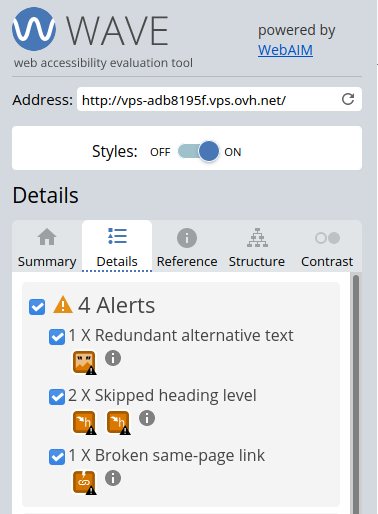 WAVE
powered by
WebAIM
web accessibility evaluation tool
Address: http://vps-adb8195f.vps.ovh.net/
Styles: OFF ON
Details
Summary Details Reference Structure Contrast
4 Alerts
1 X Redundant alternative text
2 X Skipped heading level
1 X Broken same-page link